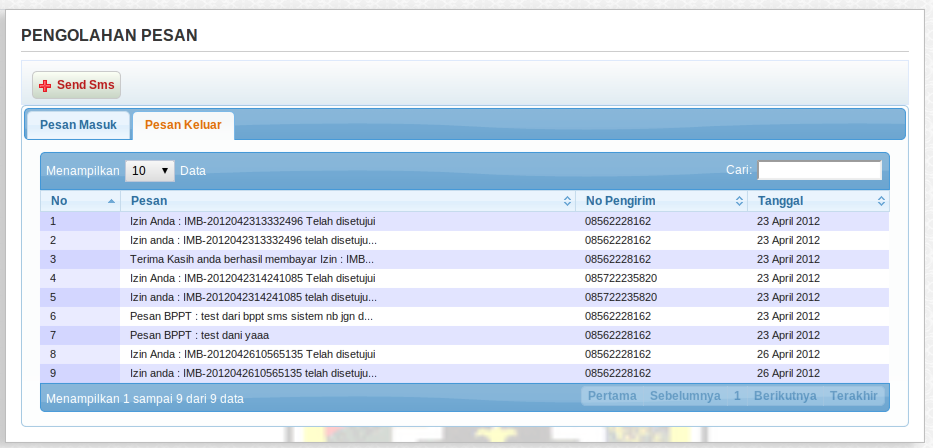 PENGOLAHAN PESAN
Send Sms
Pesan Masuk Pesan Keluar
Menampilkan 10 Data Cari:
No Pesan No Pengirim Tanggal
1 Izin Anda : IMB-2012042313332496 Telah disetujui 08562228162 23 April 2012
2 Izin anda : IMB-2012042313332496 telah disetuju... 08562228162 23 April 2012
3 Terima Kasih anda berhasil membayar Izin : IMB... 08562228162 23 April 2012
4 Izin Anda : IMB-2012042314241085 Telah disetujui 085722235820 23 April 2012
5 Izin anda : IMB-2012042314241085 telah disetuju... 085722235820 23 April 2012
6 Pesan BPPT : test dari bppt sms sistem nb jgn d... 08562228162 23 April 2012
7 Pesan BPPT : test dani yaaa 08562228162 23 April 2012
8 Izin Anda : IMB-2012042610565135 Telah disetujui 08562228162 26 April 2012
9 Izin anda : IMB-2012042610565135 telah disetuju... 08562228162 26 April 2012
Menampilkan 1 sampai 9 dari 9 data Pertama Sebelumnya 1 Berikutnya Terakhir